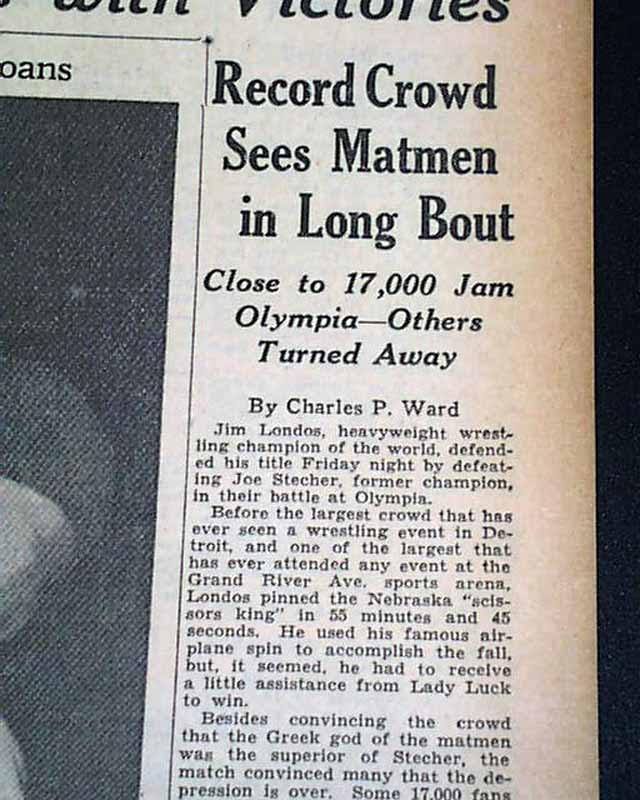 with Victories
oans
Record Crowd
Sees Matmen
in Long Bout
Close to 17,000 Jam
Olympia—Others
Turned Away
By Charles P. Ward
Jim Londos, heavyweight wrest-
ling champion of the world, defend-
ed his title Friday night by defeat-
ing Joe Stecher, former champion,
in their battle at Olympia.
Before the largest crowd that has
ever seen a wrestling event in De-
troit, and one of the largest that
has ever attended any event at the
Grand River Ave. sports arena,
Londos pinned the Nebraska "scis-
sors king" in 55 minutes and 45
seconds. He used his famous air-
plane spin to accomplish the fall,
but, it seemed, he had to receive
a little assistance from Lady Luck
to win.
Besides convincing the crowd
that the Greek god of the matmen
was the superior of Stecher, the
match convinced many that the de-
pression is over. Some 17,000 fans